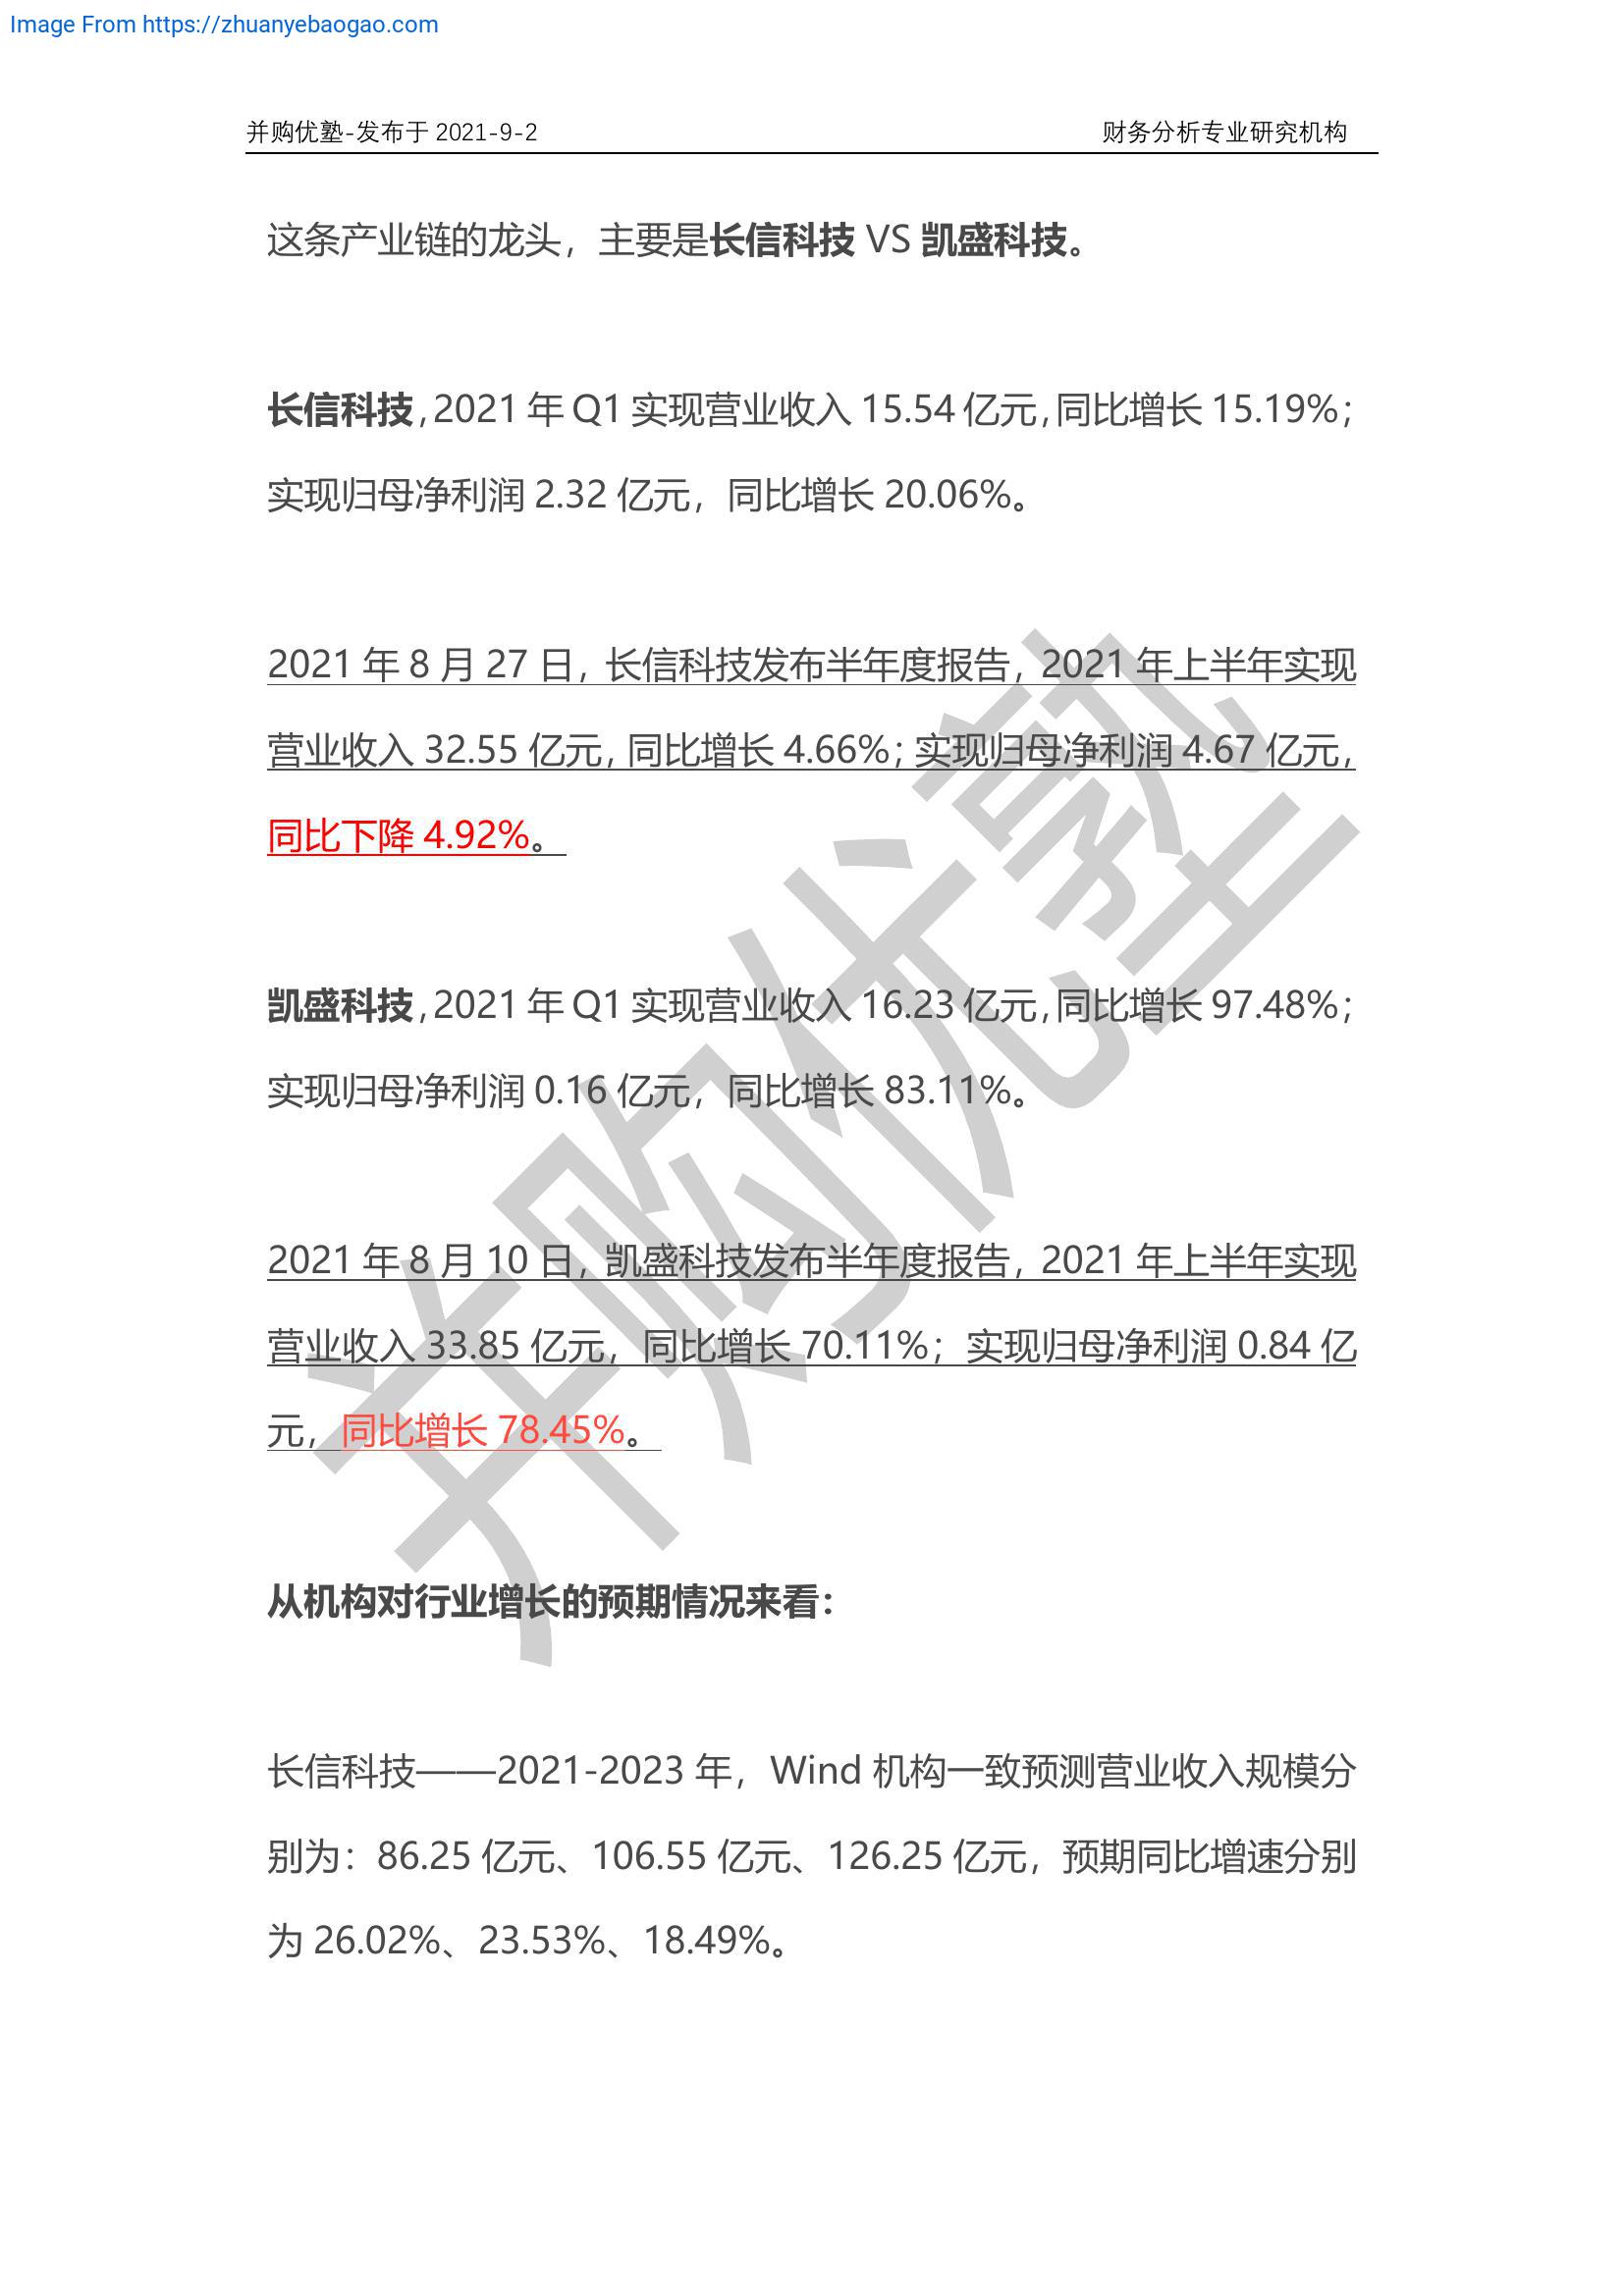 Image From https://zhuanyebaogao.com
并购优塾-发布于 2021-9-2 财务分析专业研究机构
这条产业链的龙头，主要是长信科技 VS 凯盛科技。
长信科技，2021 年 Q1 实现营业收入 15.54 亿元，同比增长 15.19%；
实现归母净利润 2.32 亿元，同比增长 20.06%。
2021 年 8 月 27 日，长信科技发布半年度报告，2021 年上半年实现
营业收入 32.55 亿元，同比增长 4.66%；实现归母净利润 4.67 亿元，
同比下降 4.92%。
凯盛科技，2021 年 Q1 实现营业收入 16.23 亿元，同比增长 97.48%；
实现归母净利润 0.16 亿元，同比增长 83.11%。
2021 年 8 月 10 日，凯盛科技发布半年度报告，2021 年上半年实现
营业收入 33.85 亿元，同比增长 70.11%；实现归母净利润 0.84 亿
元，同比增长 78.45%。
从机构对行业增长的预期情况来看：
长信科技——2021-2023 年，Wind 机构一致预测营业收入规模分
别为：86.25 亿元、106.55 亿元、126.25 亿元，预期同比增速分别
为 26.02%、23.53%、18.49%。
并购优塾